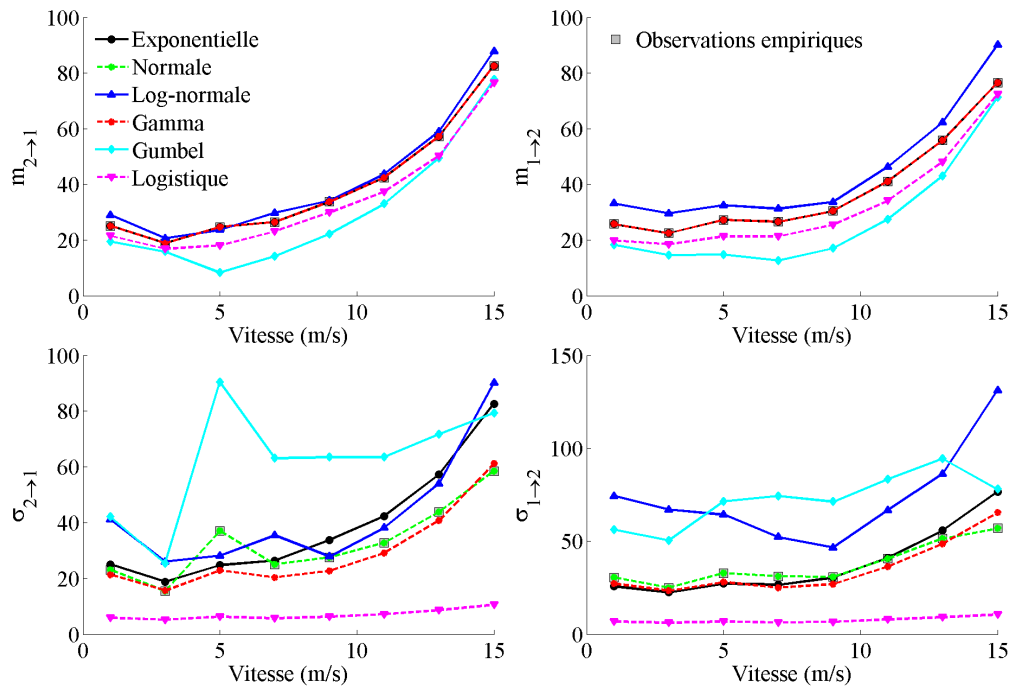 100
80
60
40
20
0
m2→1
Exponentielle
Normale
Log-normale
Gamma
Gumbel
Logistique
0 5 10 15
Vitesse (m/s)
100
80
60
40
20
0
m1→2
Observations empiriques
0 5 10 15
Vitesse (m/s)
100
80
60
40
20
0
σ2→1
0 5 10 15
Vitesse (m/s)
150
100
50
0
σ1→2
0 5 10 15
Vitesse (m/s)